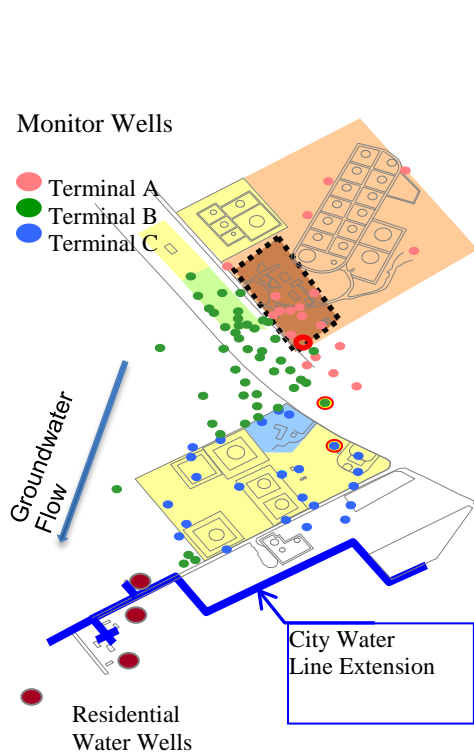 Monitor Wells
Terminal A
Terminal B
Terminal C
Groundwater
Flow
City Water
Line Extension
Residential
Water Wells